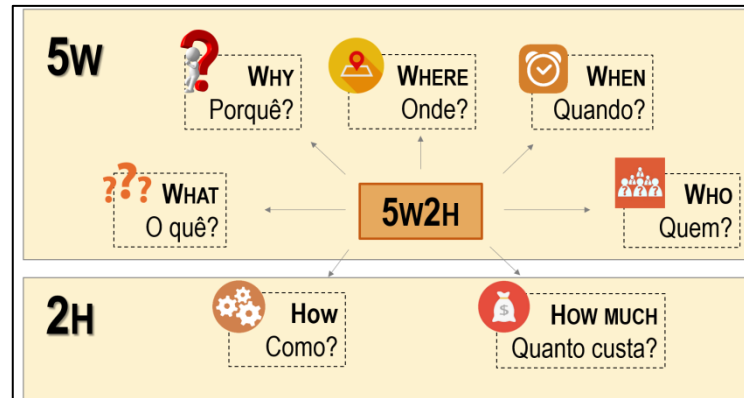 5W
WHY
Porquê?
WHERE
Onde?
WHEN
Quando?
WHAT
O quê?
5W2H
WHO
Quem?
2H
HOW
Como?
HOW MUCH
Quanto custa?